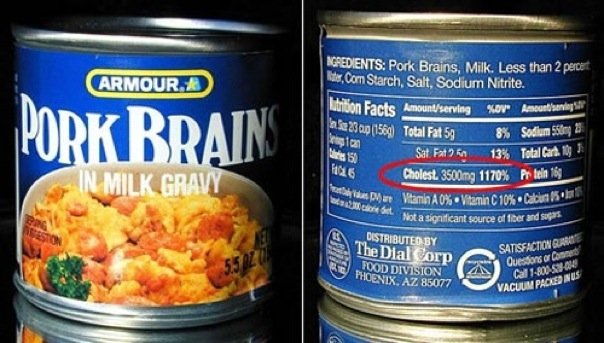 ARMOUR
PORK BRAINS
IN MILK GRAVY
SERVING
SUGGESTION
NET
5.5 OZ
INGREDIENTS: Pork Brains, Milk. Less than 2 percent
Water, Corn Starch, Salt, Sodium Nitrite.
Nutrition Facts
Serv. Size 2/3 cup (156g)
Servings 1 can
Calories 150
Fat Cal. 45
Percent Daily Values (DV) are
based on a 2,000 calorie diet.
Amount/serving %DV* Amount/serving %DV*
Total Fat 5g 8% Sodium 550mg 23%
Sat. Fat 2.5g 13% Total Carb. 10g 3%
Cholest. 3500mg 1170% Protein 16g
Vitamin A 0% • Vitamin C 10% • Calcium 0% • Iron 10%
Not a significant source of fiber and sugars.
DISTRIBUTED BY
The Dial Corp
FOOD DIVISION
PHOENIX, AZ 85077
SATISFACTION GUARANTEED
Questions or Comments
Call 1-800-528-0849
VACUUM PACKED IN U.S.